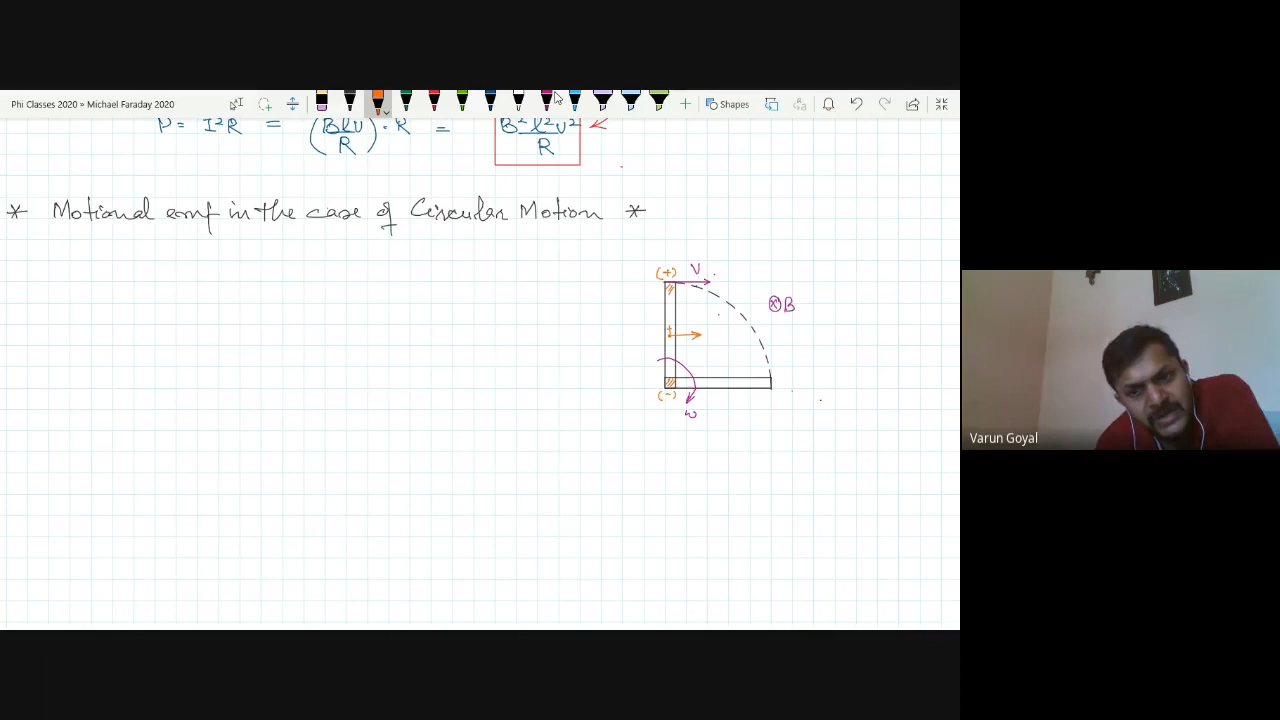 Phi Classes 2020 » Michael Faraday 2020
Shapes
P = I²R = (Blv/R)² · R = B²l²v²/R
* Motional emf in the case of Circular Motion *
(+) V
⊗B
+
(-)
ω
Varun Goyal